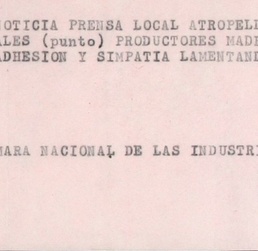 NOTICIA PRENSA LOCAL ATROPELL
ALES (punto) PRODUCTORES MADE
ADHESION Y SIMPATIA LAMENTAND
MARA NACIONAL DE LAS INDUSTRI